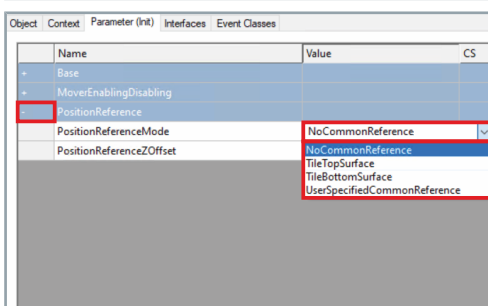 Object Context Parameter (Init) Interfaces Event Classes
Name Value CS
+ Base
+ MoverEnablingDisabling
- PositionReference
PositionReferenceMode NoCommonReference
PositionReferenceZOffset NoCommonReference
TileTopSurface
TileBottomSurface
UserSpecifiedCommonReference